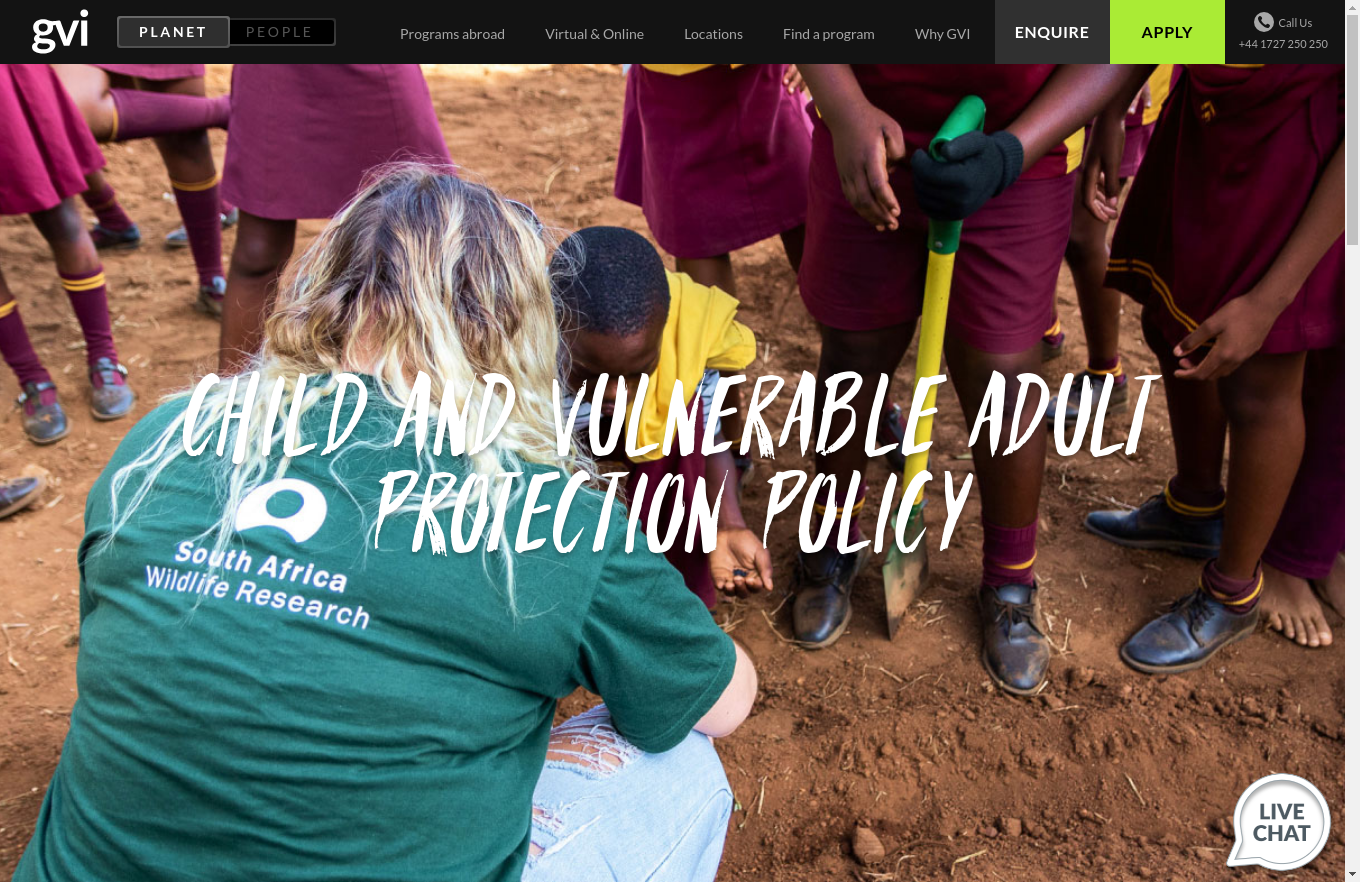 gvi
PLANET
PEOPLE
Programs abroad
Virtual & Online
Locations
Find a program
Why GVI
ENQUIRE
APPLY
Call Us
+44 1727 250 250
CHILD AND VULNERABLE ADULT
PROTECTION POLICY
South Africa
Wildlife Research
LIVE
CHAT